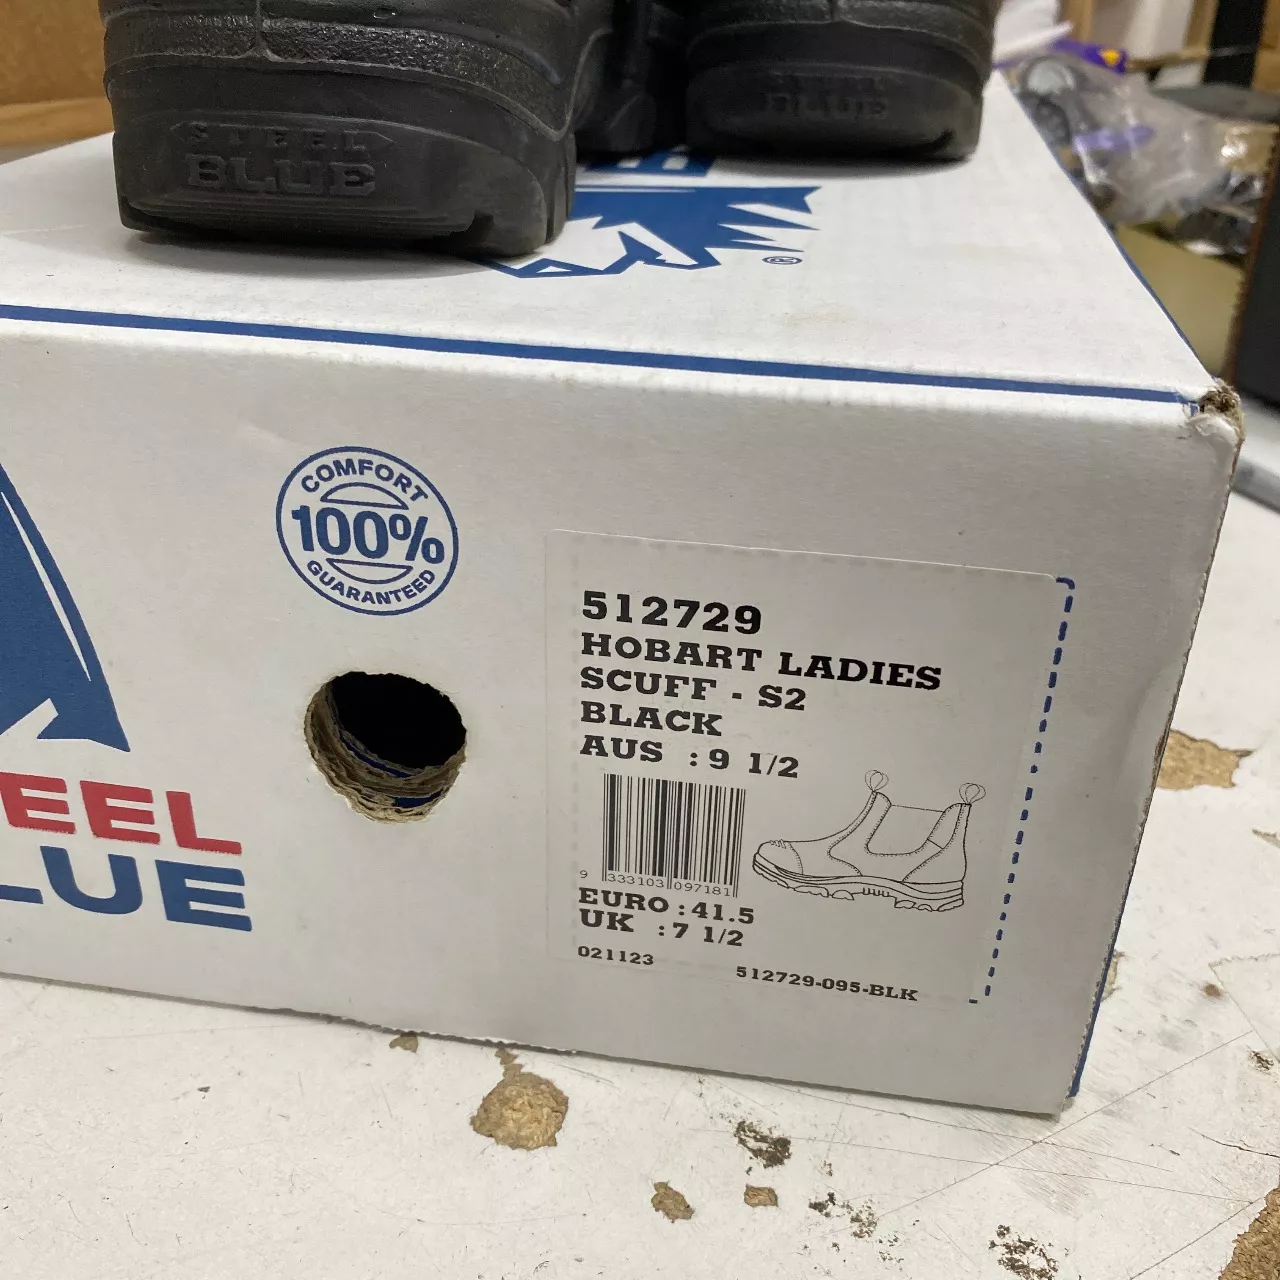 STEEL
BLUE
BLUE
®
COMFORT
100%
GUARANTEED
EEL
LUE
512729
HOBART LADIES
SCUFF - S2
BLACK
AUS : 9 1/2
9 333103 097181
EURO : 41.5
UK : 7 1/2
021123
512729-095-BLK